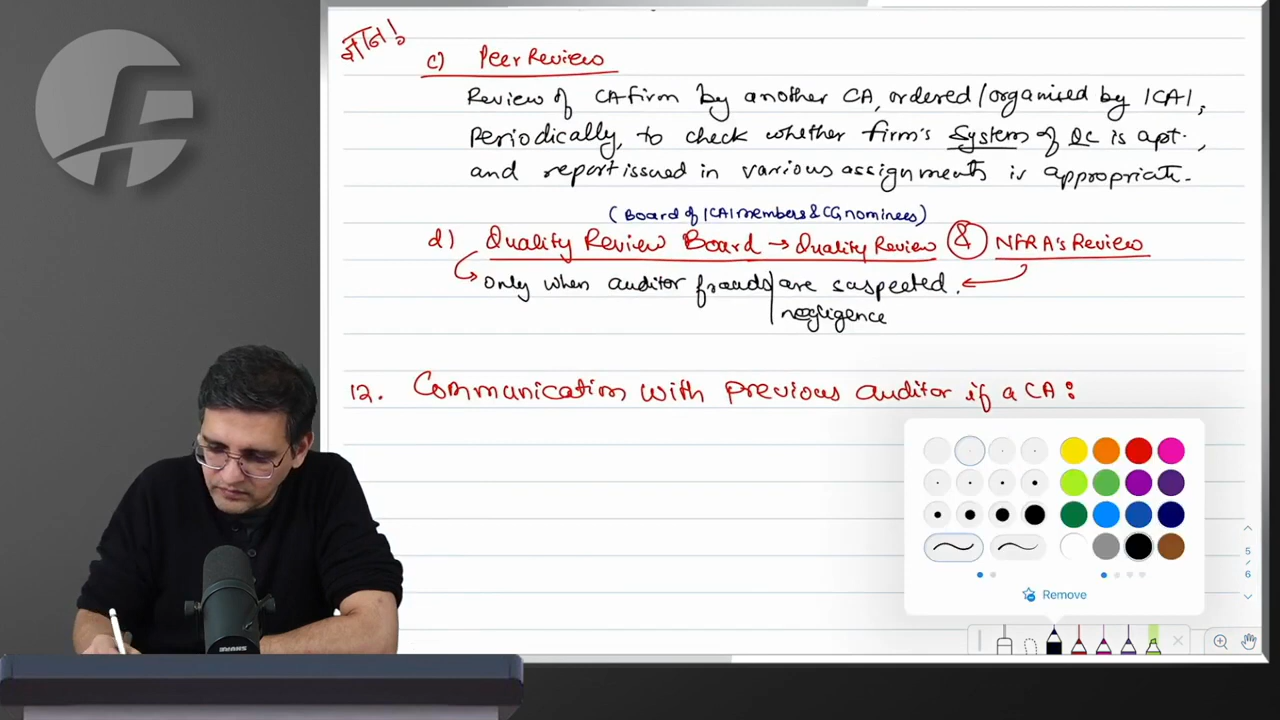 ज्ञान!
c) Peer Review
Review of CA firm by another CA, ordered/organised by ICAI,
Periodically, to check whether firm's System of QC is apt.,
and report issued in various assignments is appropriate.
(Board of ICAI members & CG nominees)
d) Quality Review Board → Quality Review & NFRA's Review
Only when auditor frauds/are suspected.
negligence
12. Communication with previous auditor if a CA:
Remove
5
/
6
SHURE